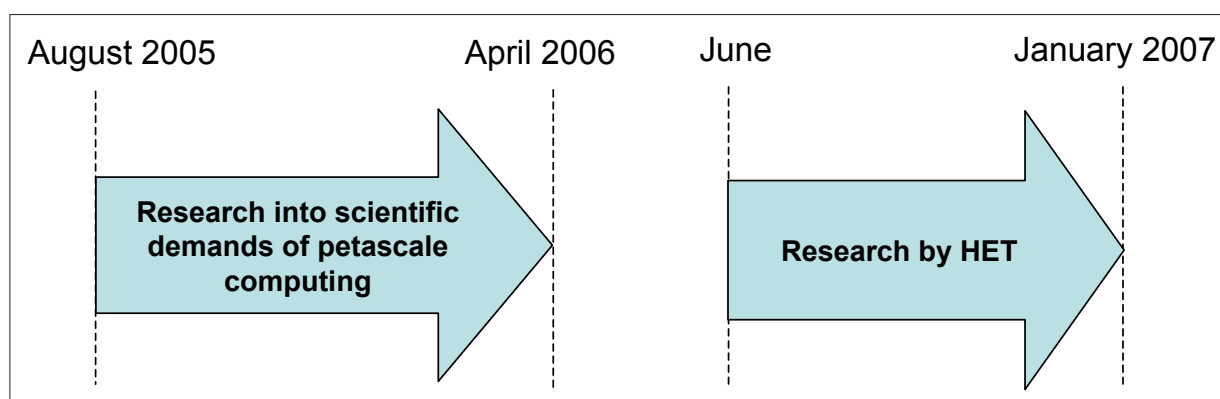 August 2005 April 2006 June January 2007
Research into scientific
demands of petascale
computing
Research by HET